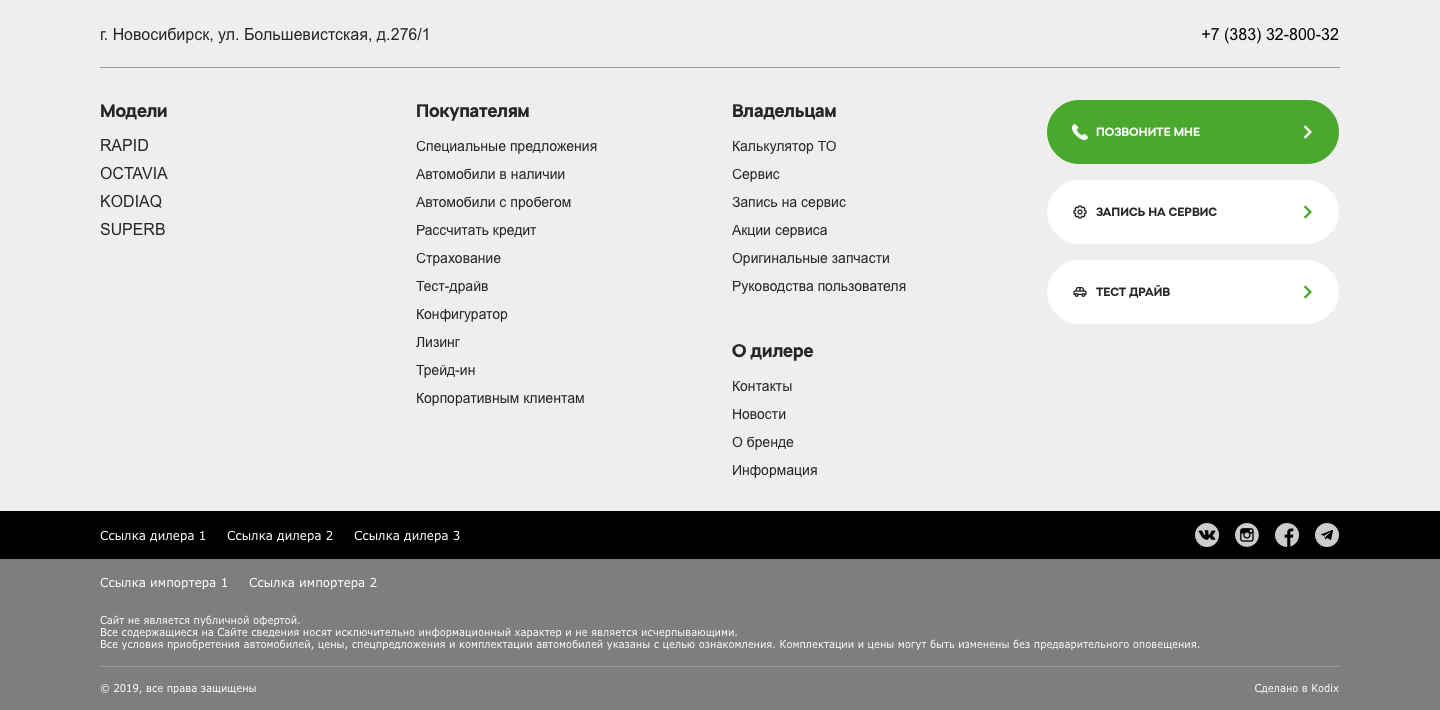 г. Новосибирск, ул. Большевистская, д.276/1
+7 (383) 32-800-32
Модели
RAPID
OCTAVIA
KODIAQ
SUPERB
Покупателям
Специальные предложения
Автомобили в наличии
Автомобили с пробегом
Рассчитать кредит
Страхование
Тест-драйв
Конфигуратор
Лизинг
Трейд-ин
Корпоративным клиентам
Владельцам
Калькулятор ТО
Сервис
Запись на сервис
Акции сервиса
Оригинальные запчасти
Руководства пользователя
О дилере
Контакты
Новости
О бренде
Информация
ПОЗВОНИТЕ МНЕ
ЗАПИСЬ НА СЕРВИС
ТЕСТ ДРАЙВ
Ссылка дилера 1 Ссылка дилера 2 Ссылка дилера 3
Ссылка импортера 1 Ссылка импортера 2
Сайт не является публичной офертой.
Все содержащиеся на Сайте сведения носят исключительно информационный характер и не является исчерпывающими.
Все условия приобретения автомобилей, цены, спецпредложения и комплектации автомобилей указаны с целью ознакомления. Комплектации и цены могут быть изменены без предварительного оповещения.
© 2019, все права защищены
Сделано в Kodix